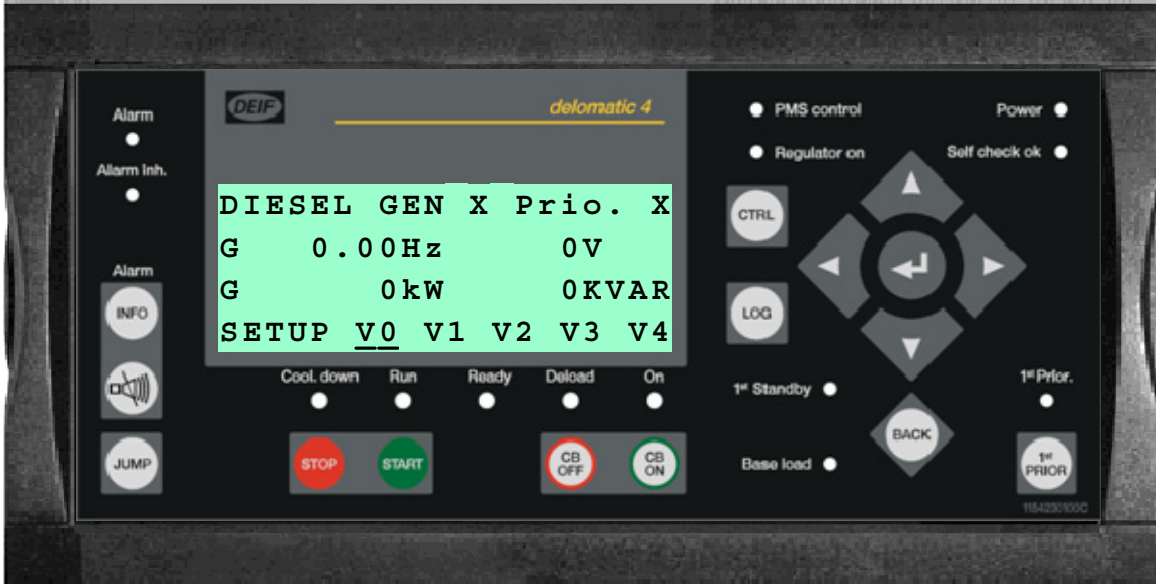 DEIF
delomatic 4
Alarm
Alarm Inh.
DIESEL GEN X Prio. X
G 0.00Hz 0V
G 0kW 0KVAR
SETUP V0 V1 V2 V3 V4
Alarm
INFO
JUMP
Cool. down Run Ready Deload On
STOP START CB OFF CB ON
PMS control Power
Regulator on Self check ok
CTRL
LOG
1st Standby
1st Prior.
BACK
Base load
1st PRIOR
1154230100C